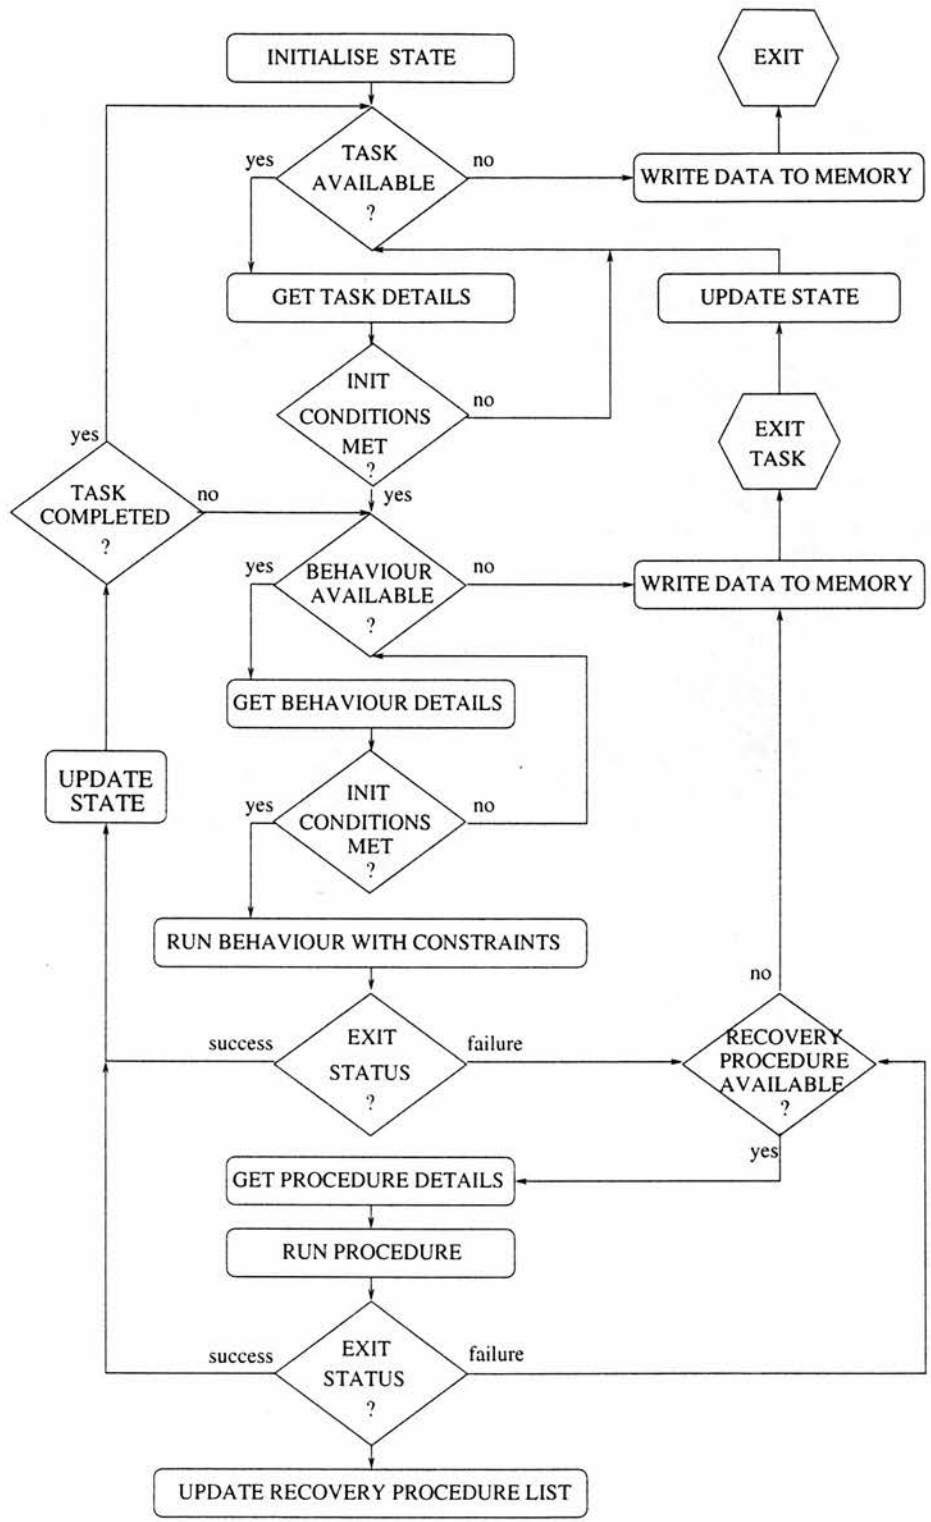 INITIALISE STATE
EXIT
yes
TASK
AVAILABLE
?
no
WRITE DATA TO MEMORY
GET TASK DETAILS
UPDATE STATE
INIT
CONDITIONS
MET
?
no
yes
EXIT
TASK
yes
TASK
COMPLETED
?
no
yes
BEHAVIOUR
AVAILABLE
?
no
WRITE DATA TO MEMORY
GET BEHAVIOUR DETAILS
UPDATE
STATE
yes
INIT
CONDITIONS
MET
?
no
RUN BEHAVIOUR WITH CONSTRAINTS
success
EXIT
STATUS
?
failure
no
RECOVERY
PROCEDURE
AVAILABLE
?
yes
GET PROCEDURE DETAILS
RUN PROCEDURE
success
EXIT
STATUS
?
failure
UPDATE RECOVERY PROCEDURE LIST